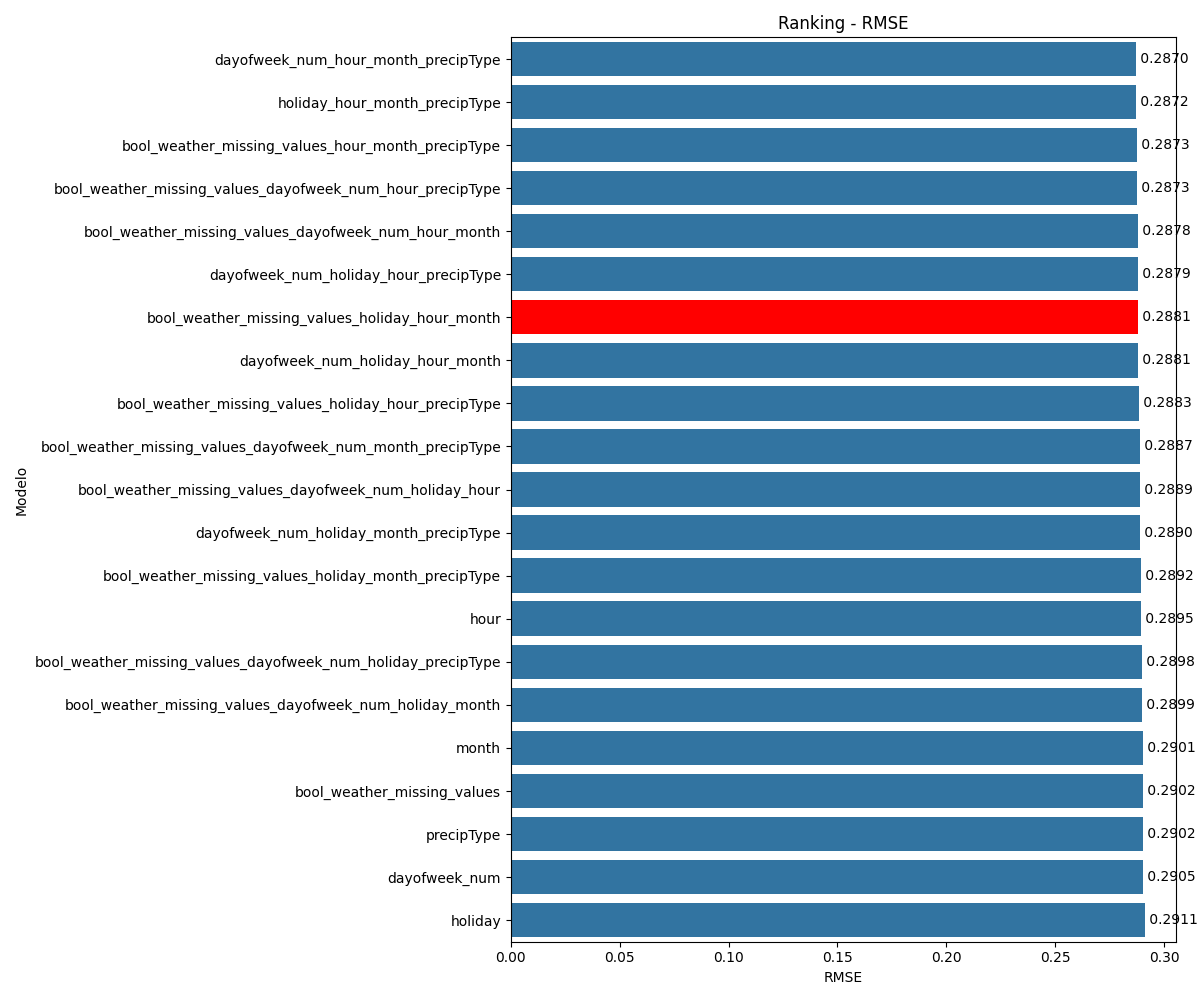 Ranking - RMSE
dayofweek_num_hour_month_precipType 0.2870
holiday_hour_month_precipType 0.2872
bool_weather_missing_values_hour_month_precipType 0.2873
bool_weather_missing_values_dayofweek_num_hour_precipType 0.2873
bool_weather_missing_values_dayofweek_num_hour_month 0.2878
dayofweek_num_holiday_hour_precipType 0.2879
bool_weather_missing_values_holiday_hour_month 0.2881
dayofweek_num_holiday_hour_month 0.2881
bool_weather_missing_values_holiday_hour_precipType 0.2883
bool_weather_missing_values_dayofweek_num_month_precipType 0.2887
bool_weather_missing_values_dayofweek_num_holiday_hour 0.2889
dayofweek_num_holiday_month_precipType 0.2890
bool_weather_missing_values_holiday_month_precipType 0.2892
hour 0.2895
bool_weather_missing_values_dayofweek_num_holiday_precipType 0.2898
bool_weather_missing_values_dayofweek_num_holiday_month 0.2899
month 0.2901
bool_weather_missing_values 0.2902
precipType 0.2902
dayofweek_num 0.2905
holiday 0.2911
Modelo
0.00 0.05 0.10 0.15 0.20 0.25 0.30
RMSE